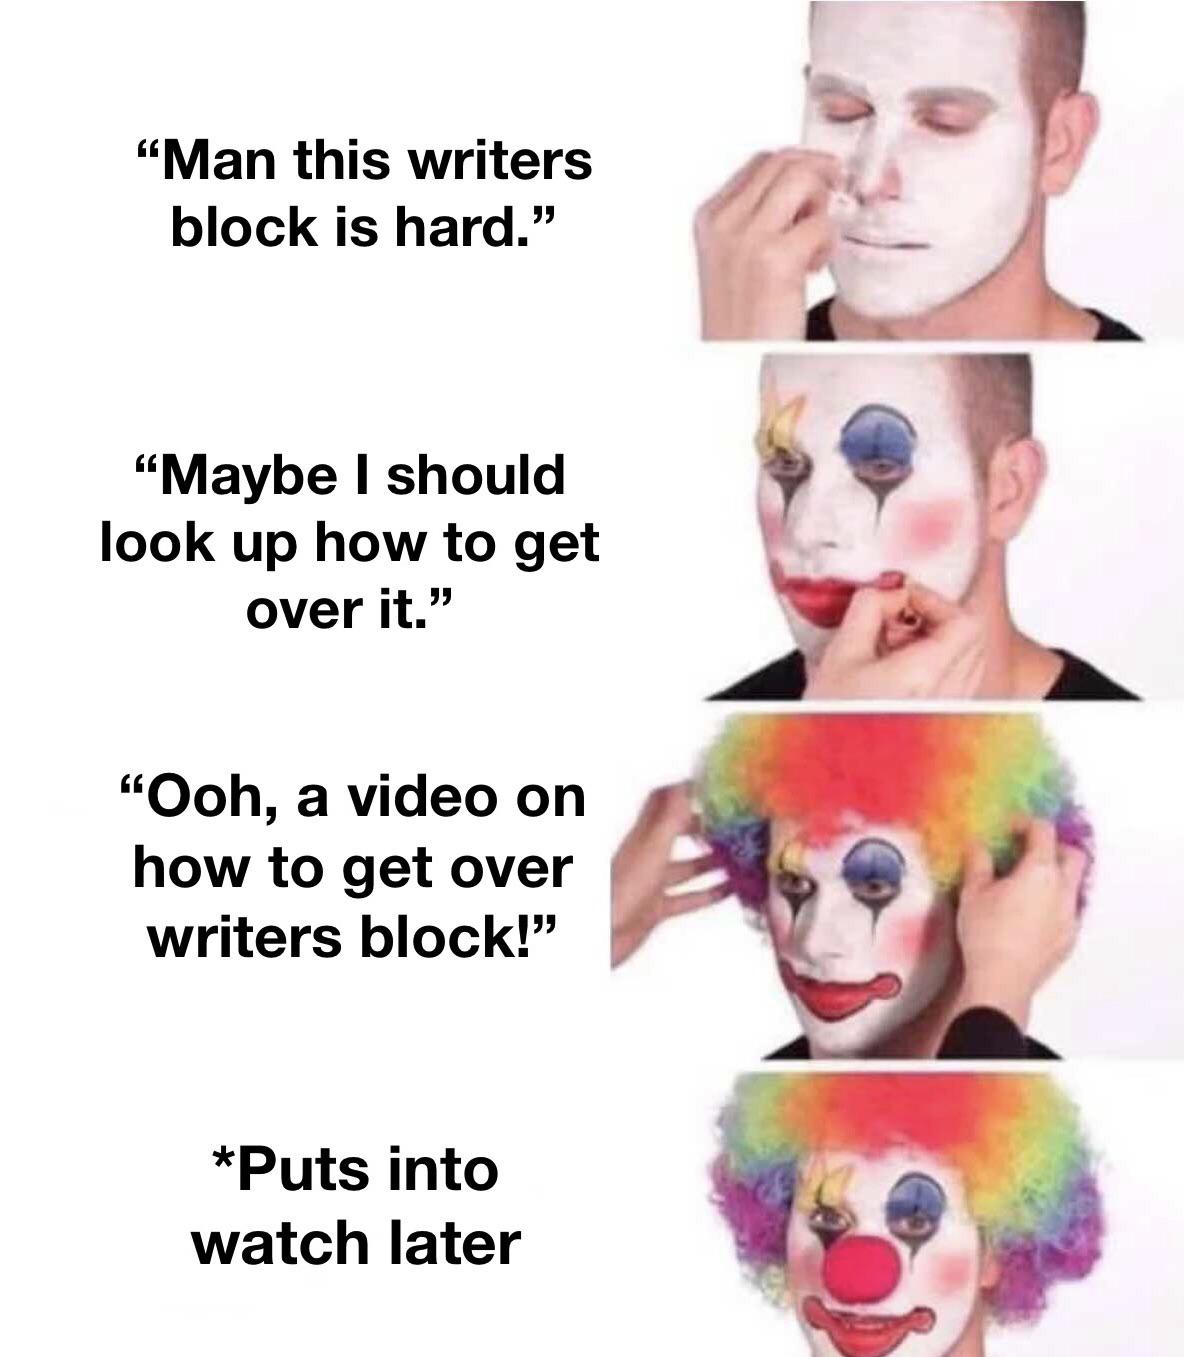 “Man this writers
block is hard.”
“Maybe I should
look up how to get
over it.”
“Ooh, a video on
how to get over
writers block!”
*Puts into
watch later